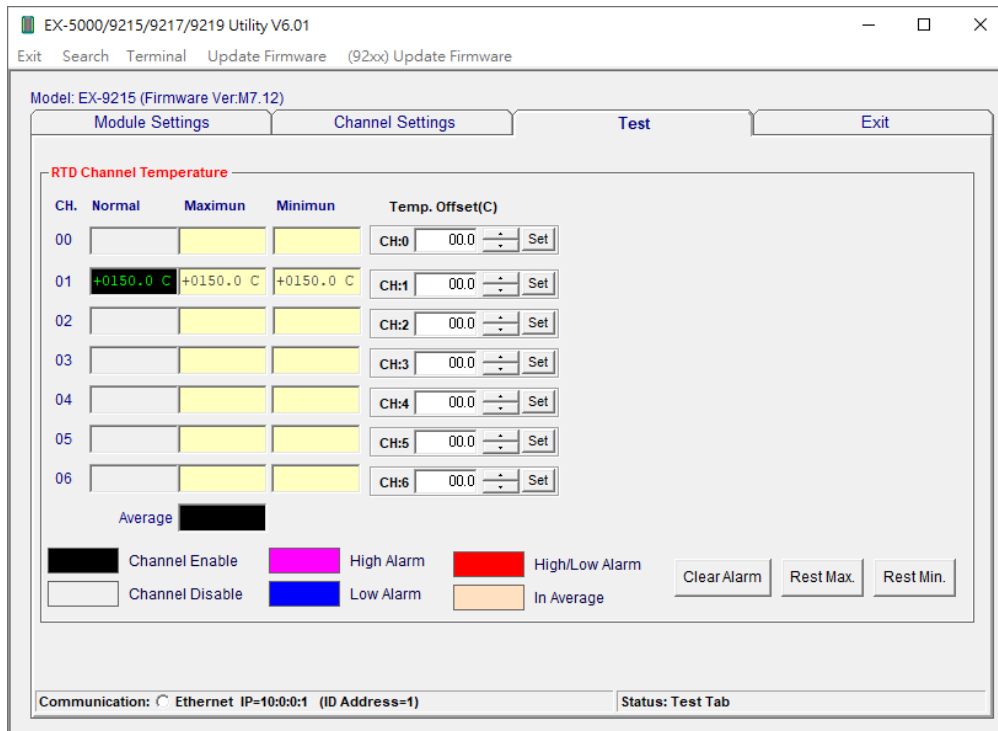 EX-5000/9215/9217/9219 Utility V6.01
Exit Search Terminal Update Firmware (92xx) Update Firmware
Model: EX-9215 (Firmware Ver:M7.12)
Module Settings Channel Settings Test Exit
RTD Channel Temperature
CH. Normal Maximun Minimun Temp. Offset(C)
00 CH:0 00.0 Set
01 +0150.0 C +0150.0 C +0150.0 C CH:1 00.0 Set
02 CH:2 00.0 Set
03 CH:3 00.0 Set
04 CH:4 00.0 Set
05 CH:5 00.0 Set
06 CH:6 00.0 Set
Average
Channel Enable High Alarm High/Low Alarm Clear Alarm Rest Max. Rest Min.
Channel Disable Low Alarm In Average
Communication: Ethernet IP=10:0:0:1 (ID Address=1) Status: Test Tab